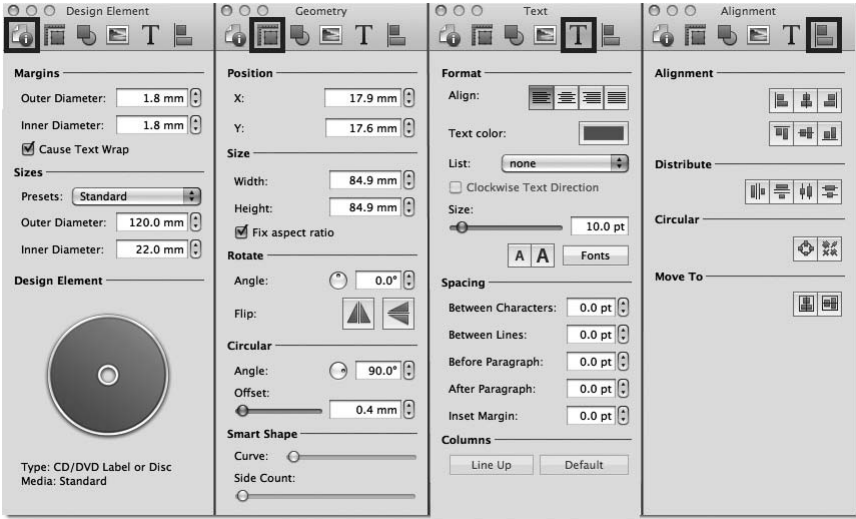 Design Element
Margins
Outer Diameter: 1.8 mm
Inner Diameter: 1.8 mm
Cause Text Wrap
Sizes
Presets: Standard
Outer Diameter: 120.0 mm
Inner Diameter: 22.0 mm
Design Element
Type: CD/DVD Label or Disc
Media: Standard
Geometry
Position
X: 17.9 mm
Y: 17.6 mm
Size
Width: 84.9 mm
Height: 84.9 mm
Fix aspect ratio
Rotate
Angle: 0.0°
Flip:
Circular
Angle: 90.0°
Offset:
0.4 mm
Smart Shape
Curve:
Side Count:
Text
T
Format
Align:
Text color:
List: none
Clockwise Text Direction
Size:
10.0 pt
A A Fonts
Spacing
Between Characters: 0.0 pt
Between Lines: 0.0 pt
Before Paragraph: 0.0 pt
After Paragraph: 0.0 pt
Inset Margin: 0.0 pt
Columns
Line Up Default
Alignment
Alignment
Distribute
Circular
Move To